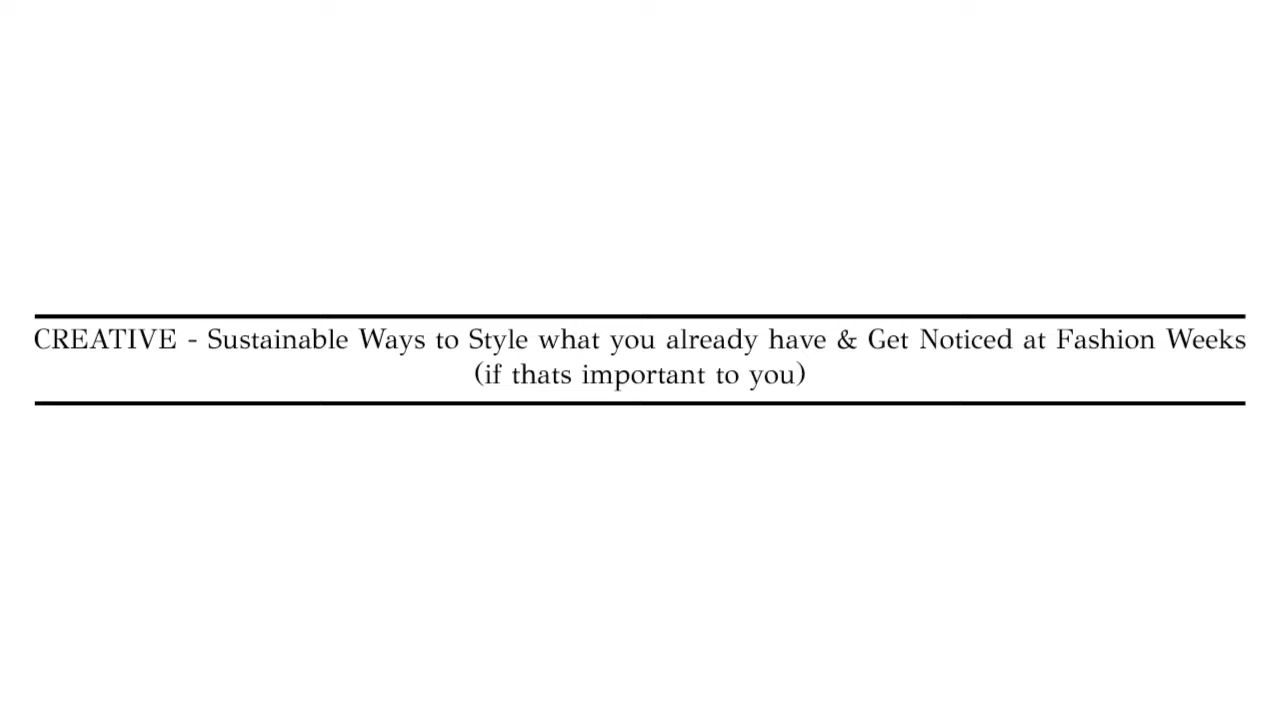 CREATIVE - Sustainable Ways to Style what you already have & Get Noticed at Fashion Weeks
(if thats important to you)